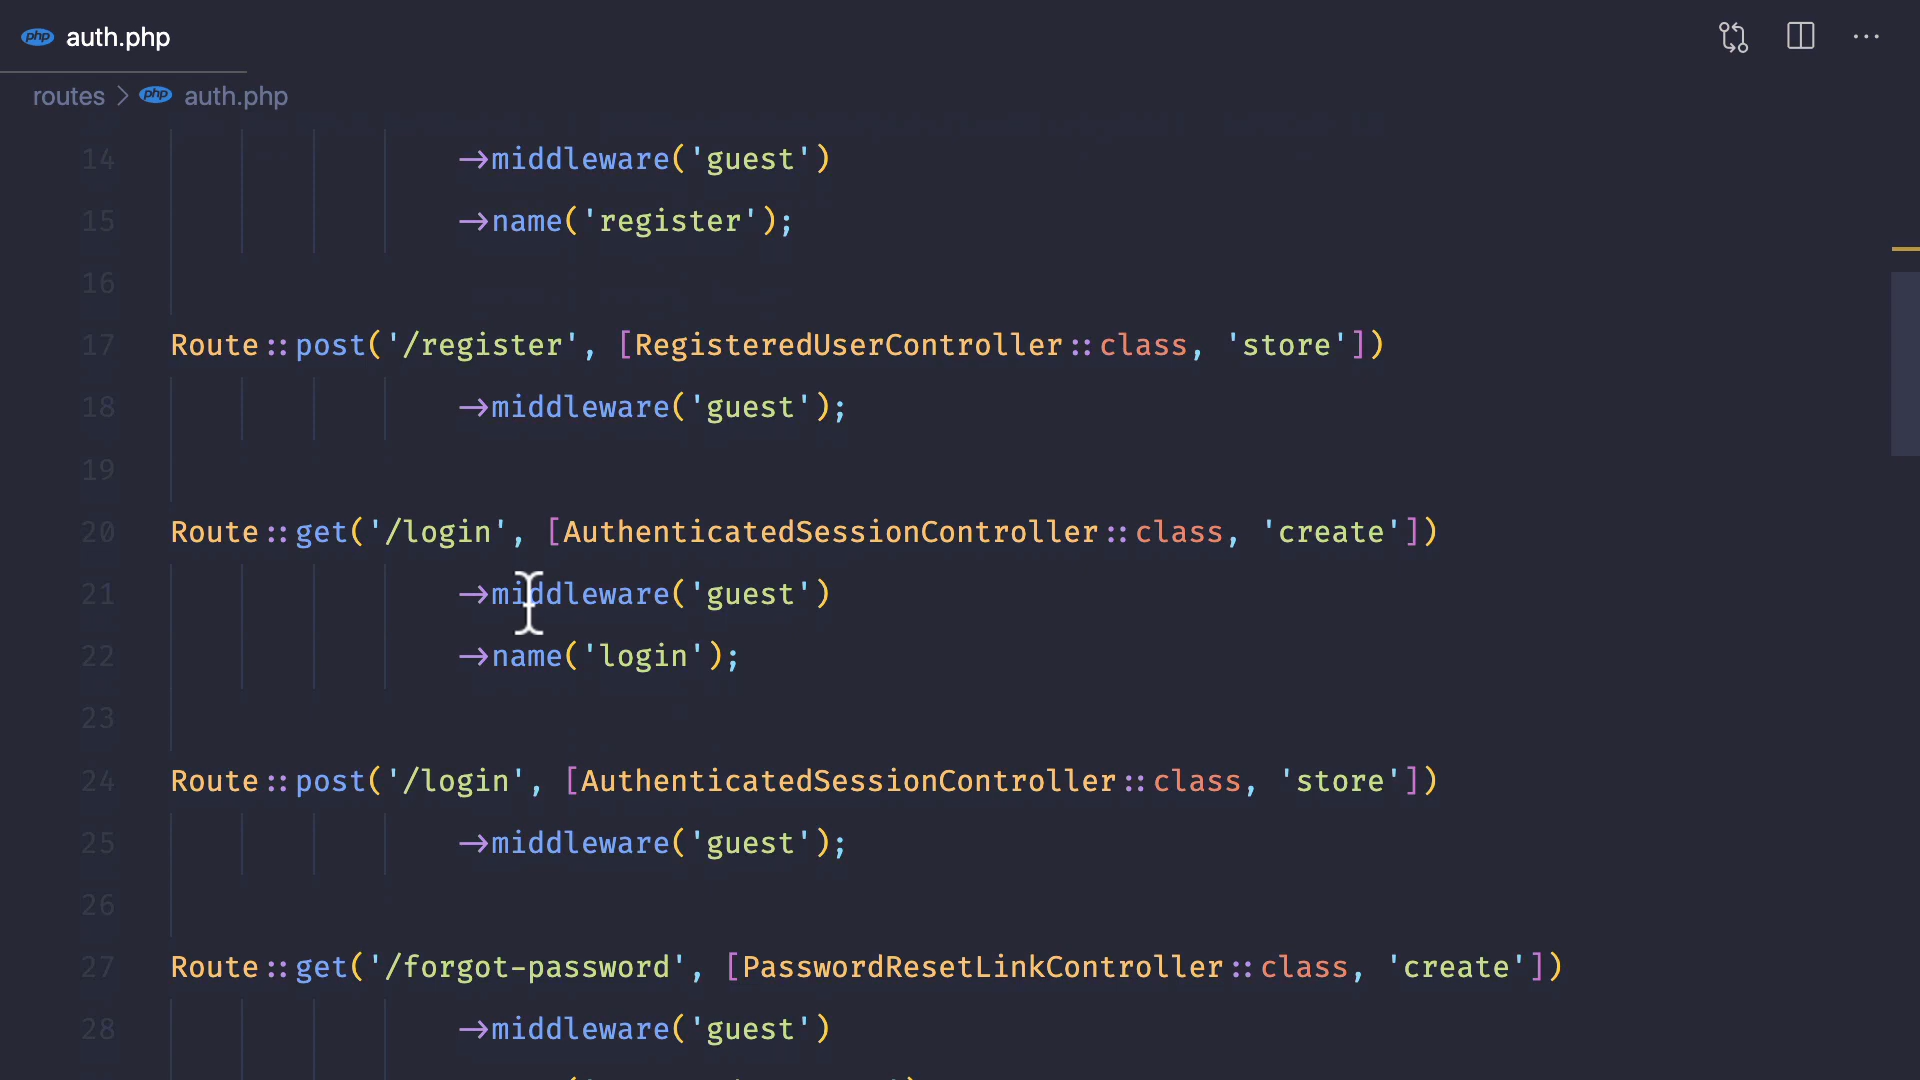 php auth.php
routes > php auth.php
14 ->middleware('guest')
15 ->name('register');
16
17 Route::post('/register', [RegisteredUserController::class, 'store'])
18 ->middleware('guest');
19
20 Route::get('/login', [AuthenticatedSessionController::class, 'create'])
21 ->middleware('guest')
22 ->name('login');
23
24 Route::post('/login', [AuthenticatedSessionController::class, 'store'])
25 ->middleware('guest');
26
27 Route::get('/forgot-password', [PasswordResetLinkController::class, 'create'])
28 ->middleware('guest')